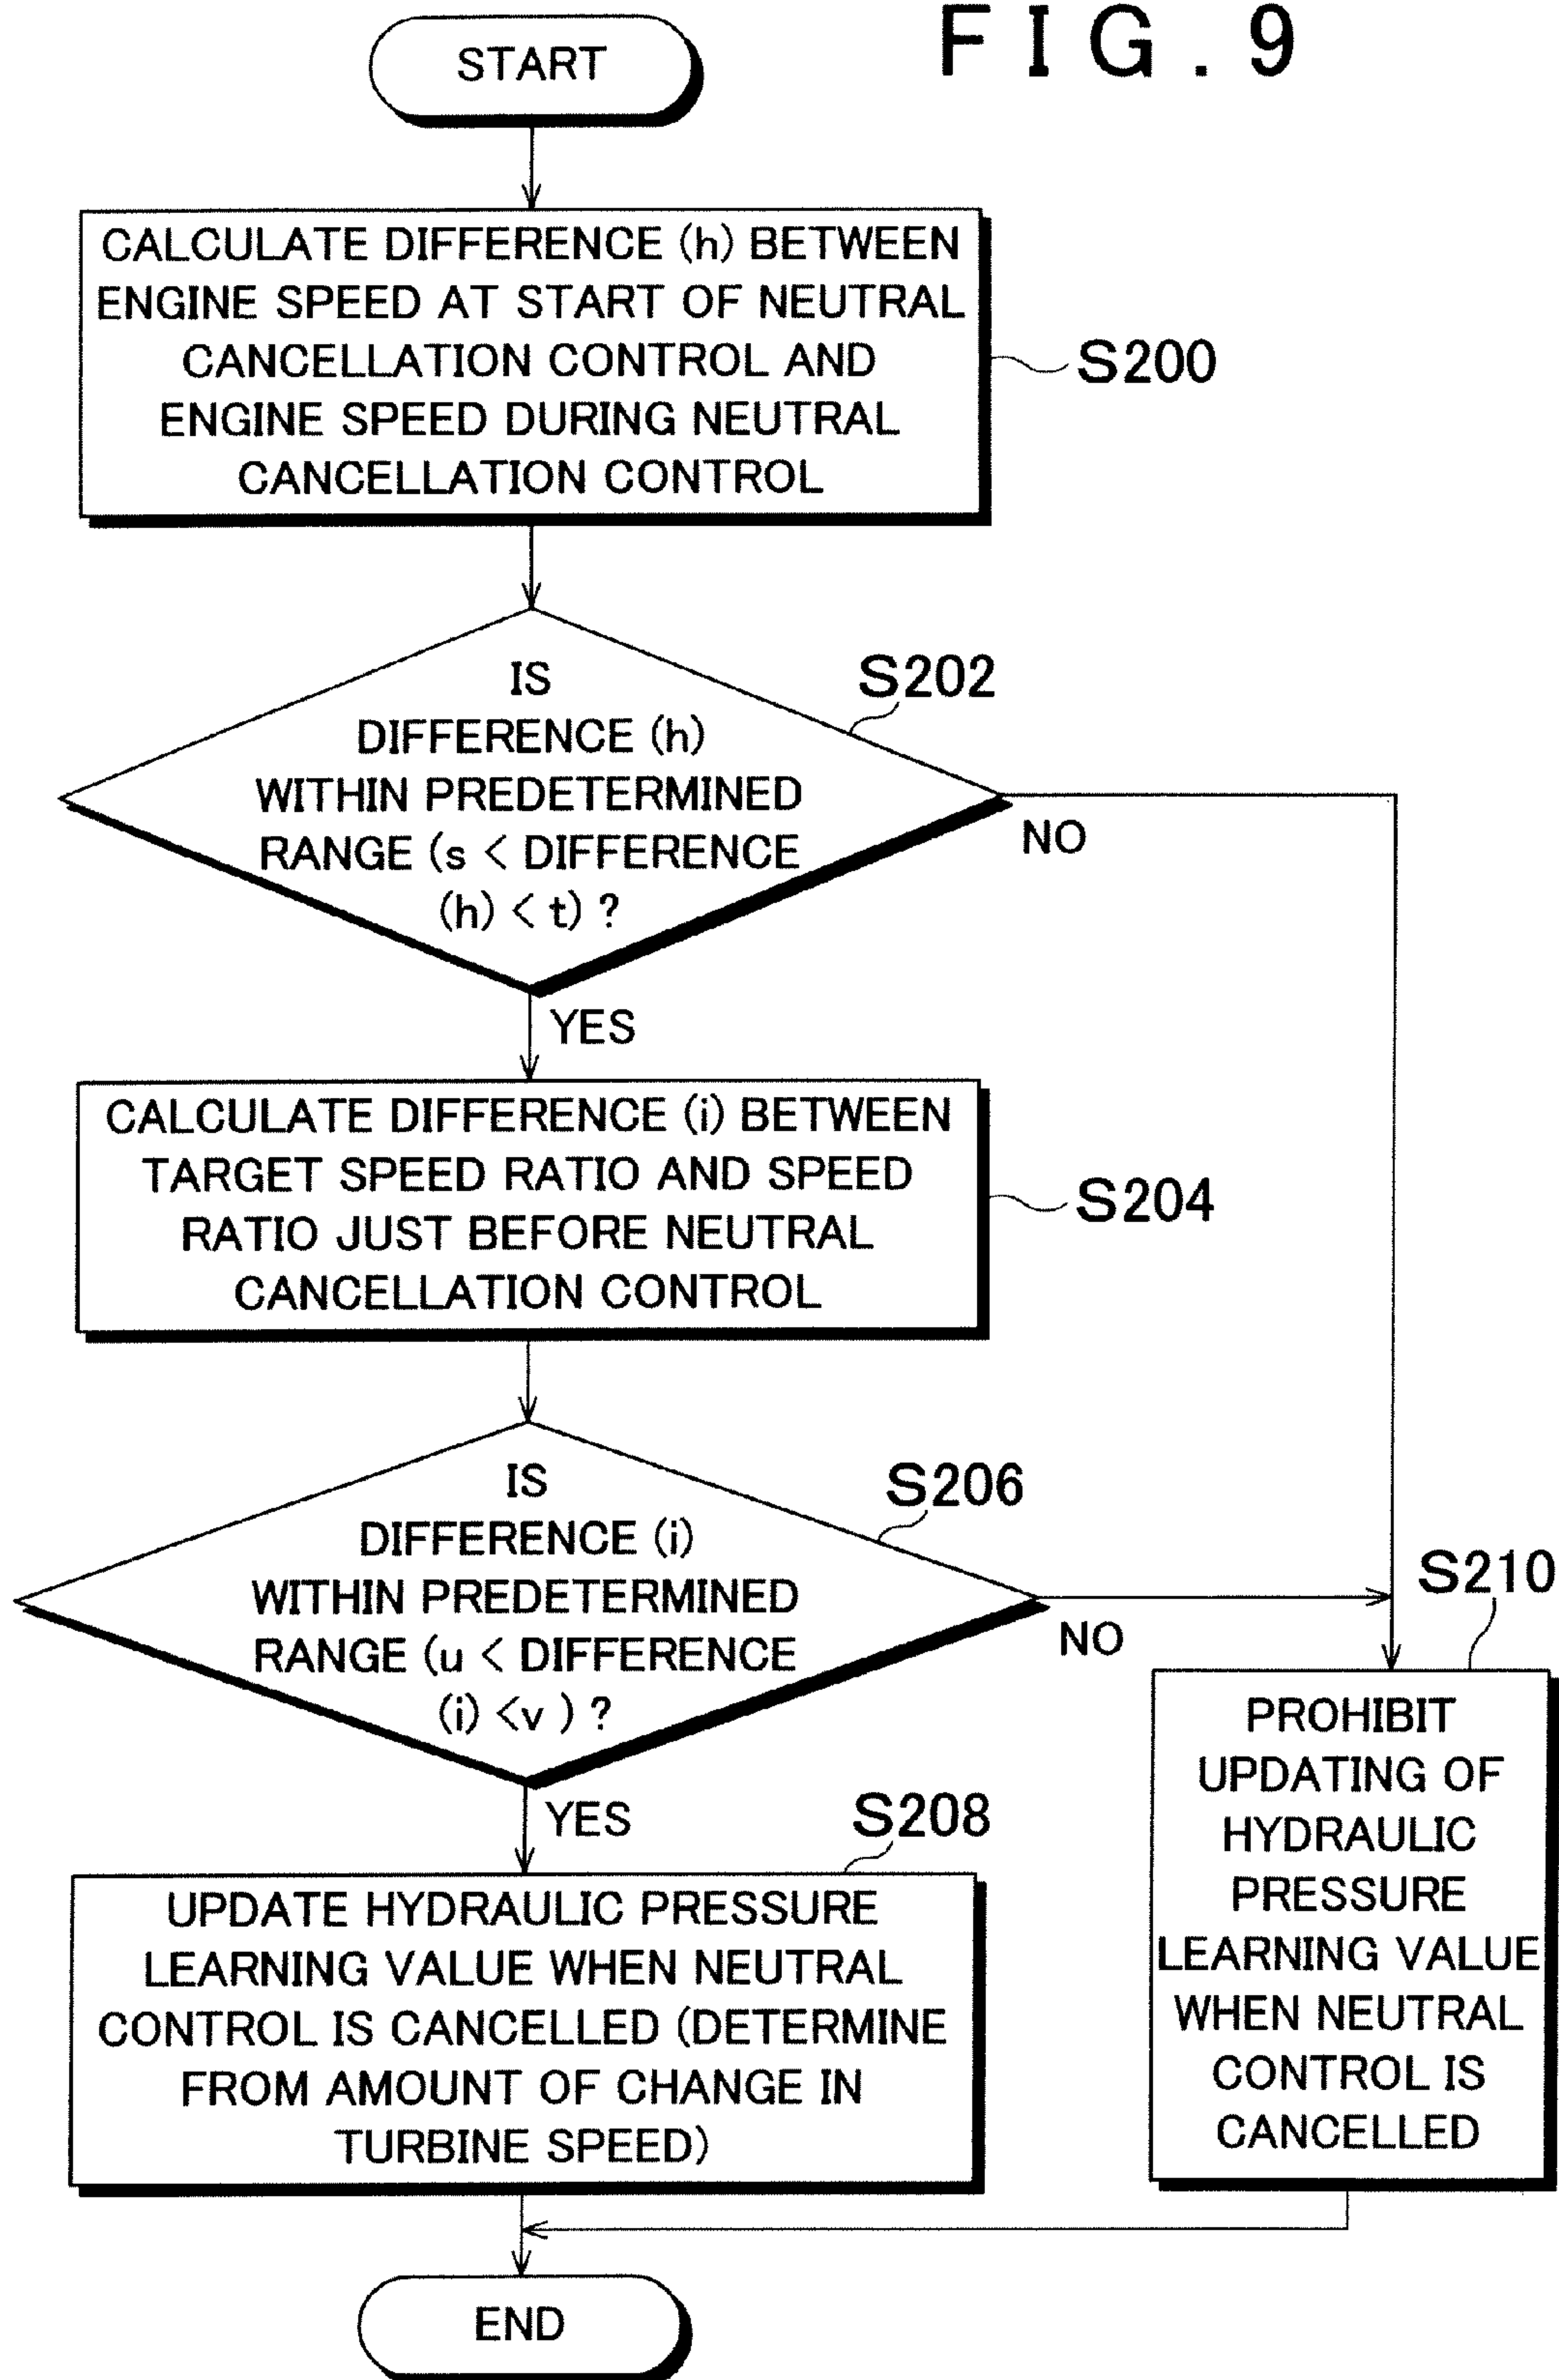 FIG. 9
START
CALCULATE DIFFERENCE (h) BETWEEN
ENGINE SPEED AT START OF NEUTRAL
CANCELLATION CONTROL AND
ENGINE SPEED DURING NEUTRAL
CANCELLATION CONTROL
S200
IS
DIFFERENCE (h)
WITHIN PREDETERMINED
RANGE (s < DIFFERENCE
(h) < t) ?
S202
NO
YES
CALCULATE DIFFERENCE (i) BETWEEN
TARGET SPEED RATIO AND SPEED
RATIO JUST BEFORE NEUTRAL
CANCELLATION CONTROL
S204
IS
DIFFERENCE (i)
WITHIN PREDETERMINED
RANGE (u < DIFFERENCE
(i) <v ) ?
S206
NO
YES
UPDATE HYDRAULIC PRESSURE
LEARNING VALUE WHEN NEUTRAL
CONTROL IS CANCELLED (DETERMINE
FROM AMOUNT OF CHANGE IN
TURBINE SPEED)
S208
S210
PROHIBIT
UPDATING OF
HYDRAULIC
PRESSURE
LEARNING VALUE
WHEN NEUTRAL
CONTROL IS
CANCELLED
END